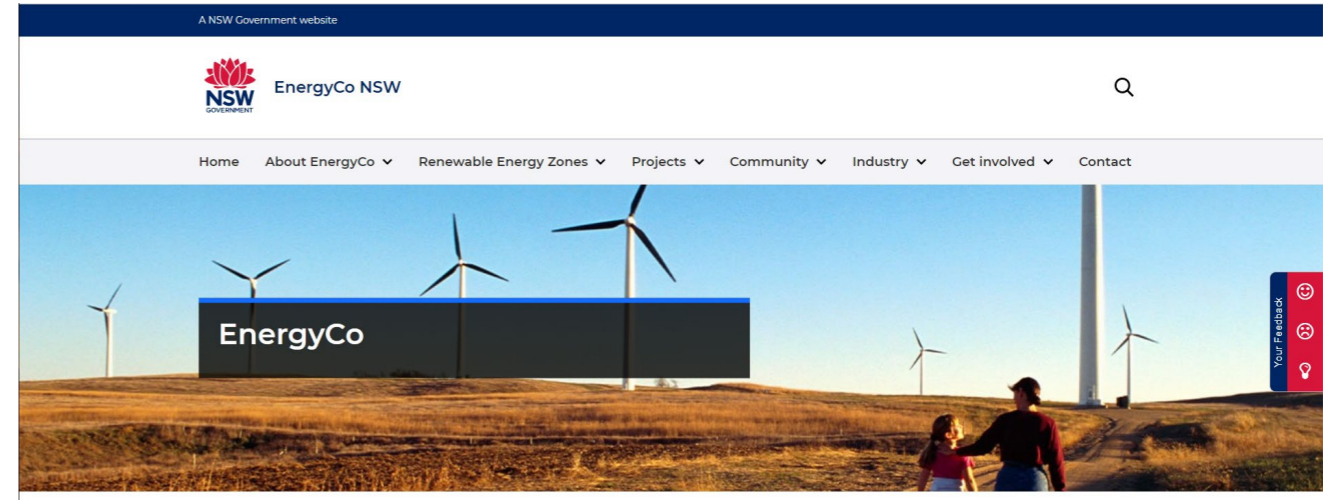 A NSW Government website
NSW
GOVERNMENT
EnergyCo NSW
Home About EnergyCo Renewable Energy Zones Projects Community Industry Get involved Contact
EnergyCo
Your Feedback